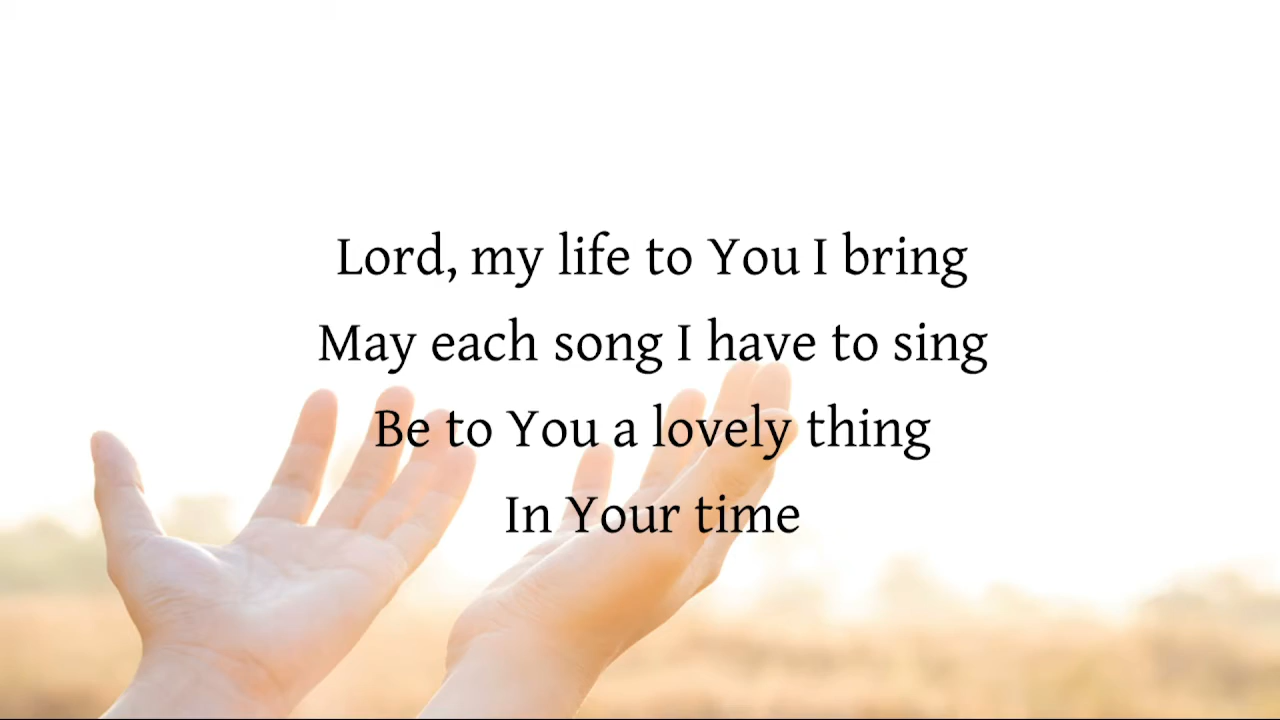 Lord, my life to You I bring
May each song I have to sing
Be to You a lovely thing
In Your time